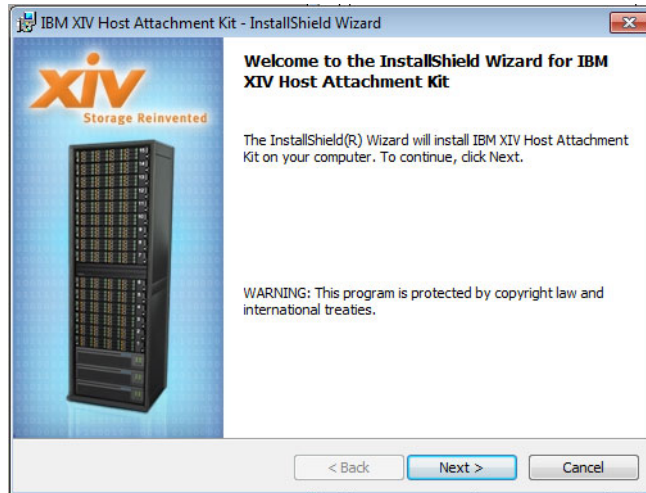 IBM XIV Host Attachment Kit - InstallShield Wizard
XIV
Storage Reinvented
Welcome to the InstallShield Wizard for IBM
XIV Host Attachment Kit
The InstallShield(R) Wizard will install IBM XIV Host Attachment
Kit on your computer. To continue, click Next.
WARNING: This program is protected by copyright law and
international treaties.
< Back
Next >
Cancel